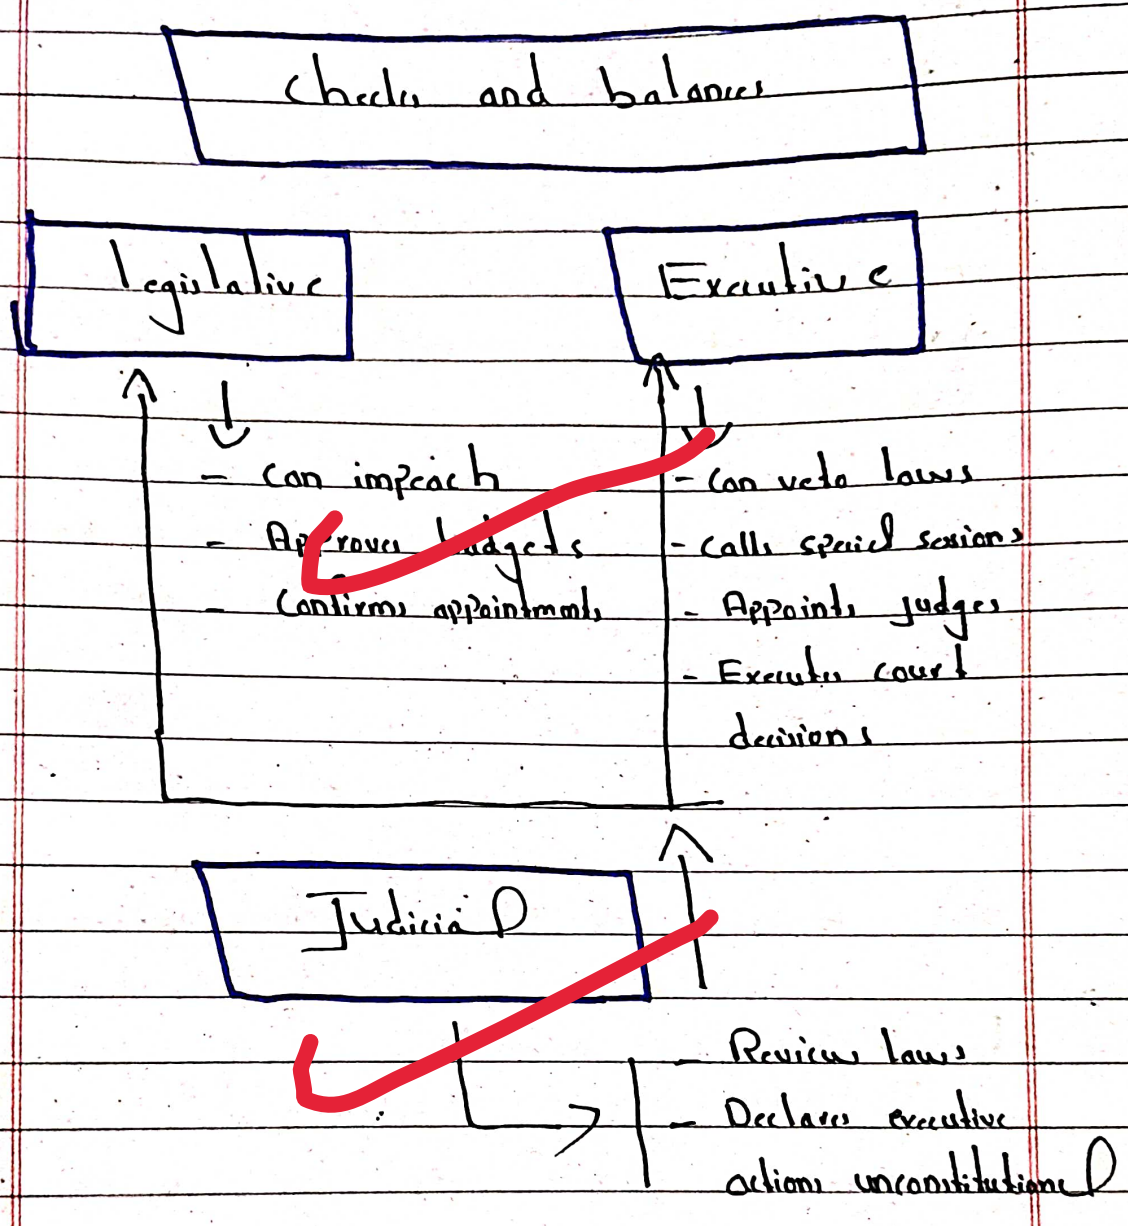 Checks and balances
legislative
Executive
- Can impeach
- Approves budgets
- Confirms appointments
- Can veto laws
- Calls special sessions
- Appoints judges
- Executes court
decisions
Judicial
- Reviews laws
- Declares executive
actions unconstitutional